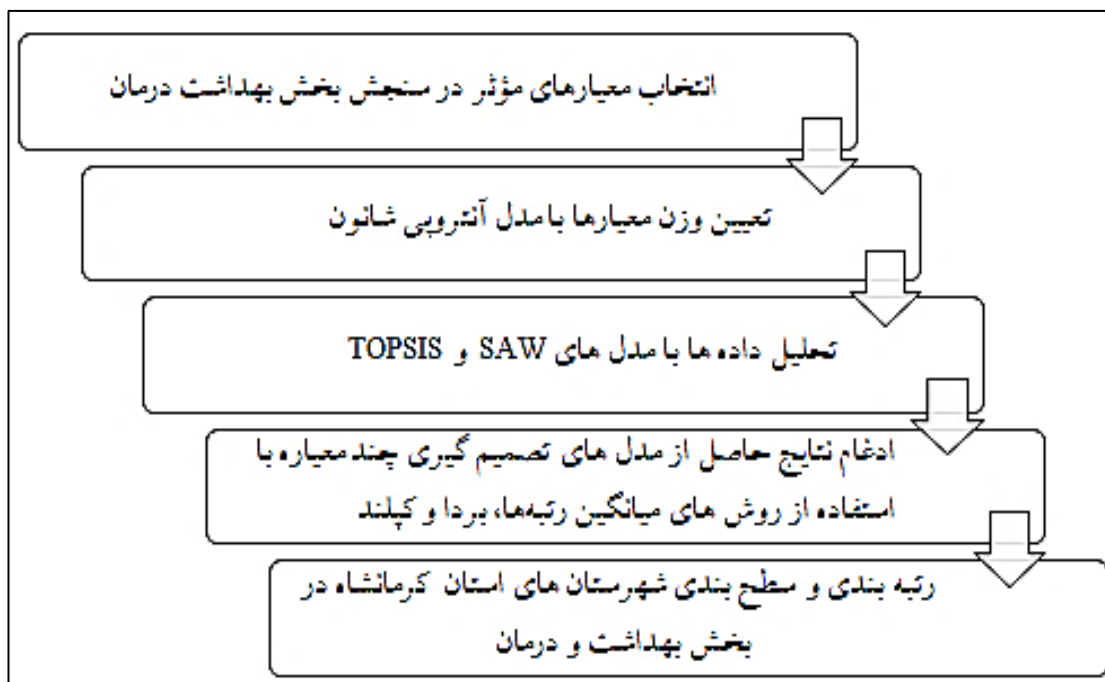 انتخاب معیارهای مؤثر در سنجش بخش بهداشت درمان
تعیین وزن معیارها با مدل آنتروپی شانون
تحلیل داده ها با مدل های SAW و TOPSIS
ادغام نتایج حاصل از مدل های تصمیم گیری چند معیاره با
استفاده از روش های میانگین رتبه‌ها، بردا و کپلند
رتبه بندی و سطح بندی شهرستان های استان کرمانشاه در
بخش بهداشت و درمان